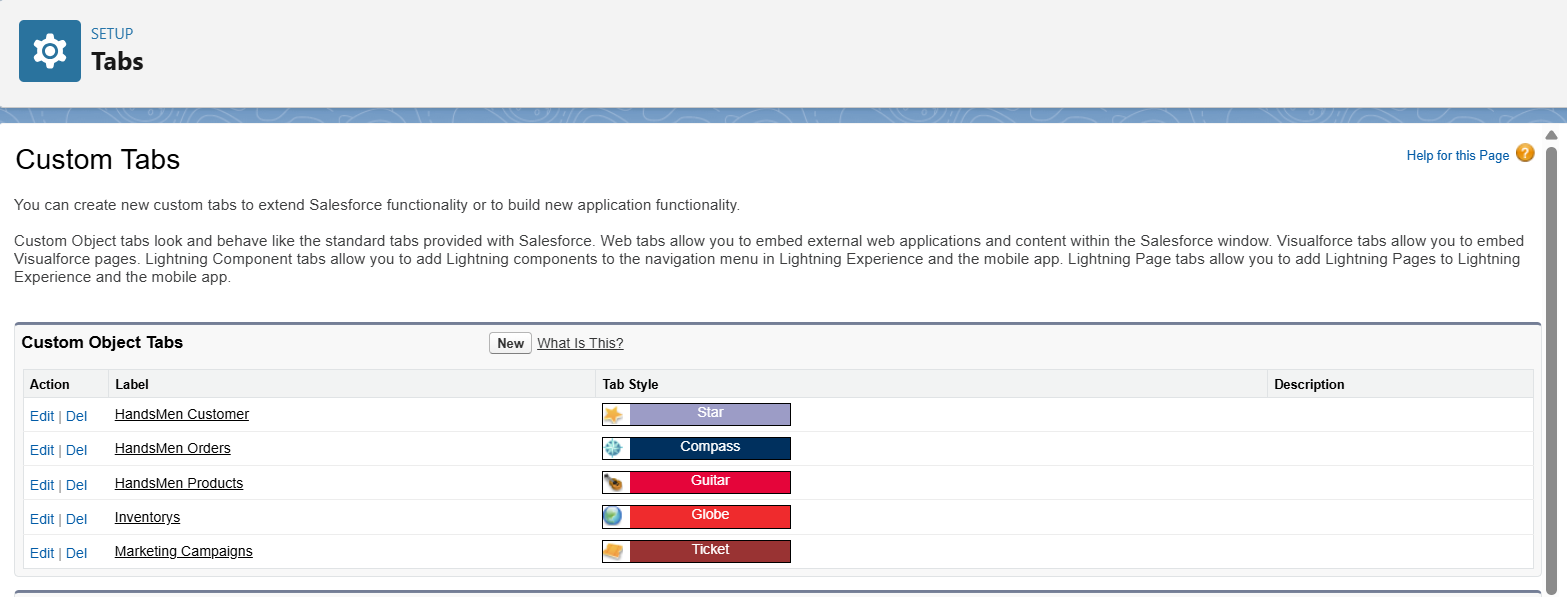 SETUP
Tabs
Custom Tabs
Help for this Page ?
You can create new custom tabs to extend Salesforce functionality or to build new application functionality.
Custom Object tabs look and behave like the standard tabs provided with Salesforce. Web tabs allow you to embed external web applications and content within the Salesforce window. Visualforce tabs allow you to embed
Visualforce pages. Lightning Component tabs allow you to add Lightning components to the navigation menu in Lightning Experience and the mobile app. Lightning Page tabs allow you to add Lightning Pages to Lightning
Experience and the mobile app.
Custom Object Tabs New What Is This?
Action Label Tab Style Description
Edit | Del HandsMen Customer Star
Edit | Del HandsMen Orders Compass
Edit | Del HandsMen Products Guitar
Edit | Del Inventorys Globe
Edit | Del Marketing Campaigns Ticket